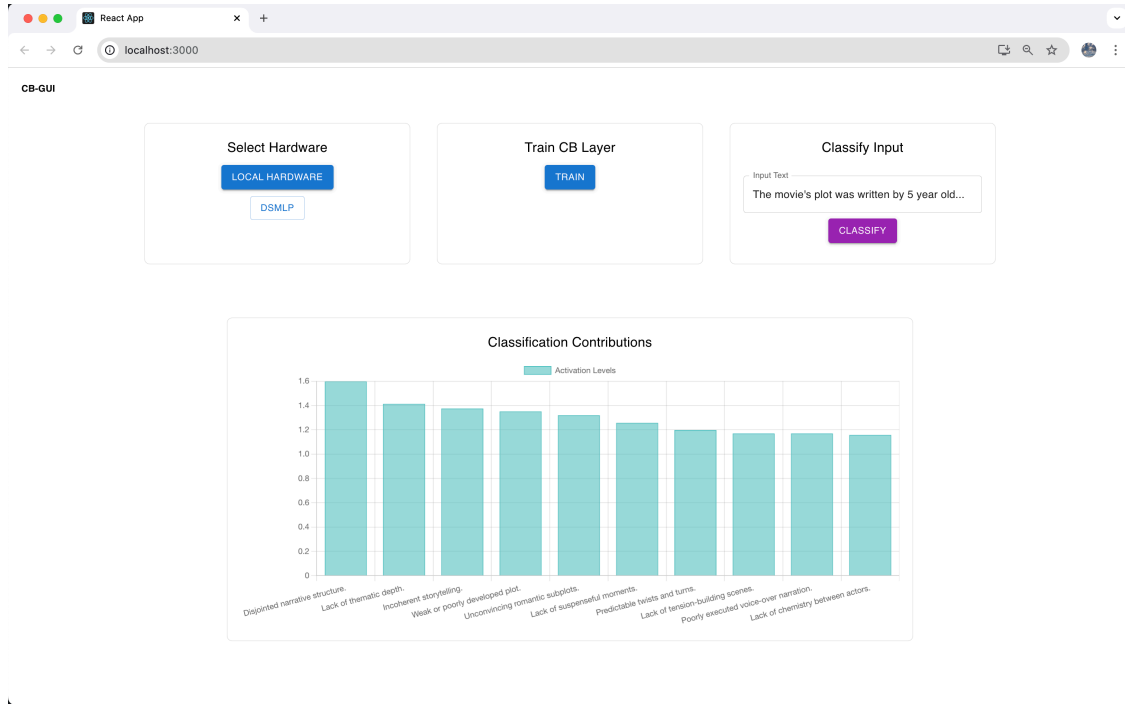 React App
localhost:3000
CB-GUI
Select Hardware
LOCAL HARDWARE
DSMLP
Train CB Layer
TRAIN
Classify Input
Input Text
The movie's plot was written by 5 year old...
CLASSIFY
Classification Contributions
Activation Levels
1.6
1.4
1.2
1.0
0.8
0.6
0.4
0.2
0
Disjointed narrative structure.
Lack of thematic depth.
Incoherent storytelling.
Weak or poorly developed plot.
Unconvincing romantic subplots.
Lack of suspenseful moments.
Predictable twists and turns.
Lack of tension-building scenes.
Poorly executed voice-over narration.
Lack of chemistry between actors.